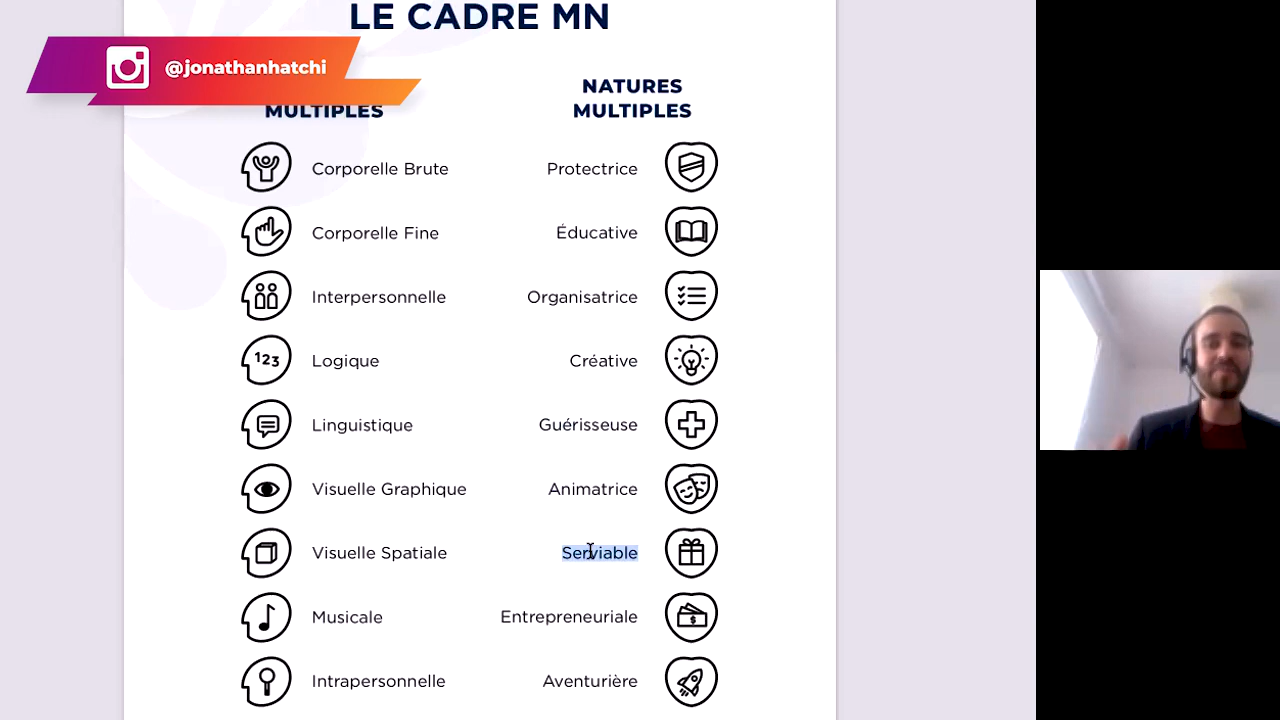 LE CADRE MN
@jonathanhatchi
MULTIPLES
NATURES
MULTIPLES
Corporelle Brute
Protectrice
Corporelle Fine
Éducative
Interpersonnelle
Organisatrice
123
Logique
Créative
Linguistique
Guérisseuse
Visuelle Graphique
Animatrice
Visuelle Spatiale
Serviable
Musicale
Entrepreneuriale
$
Intrapersonnelle
Aventurière